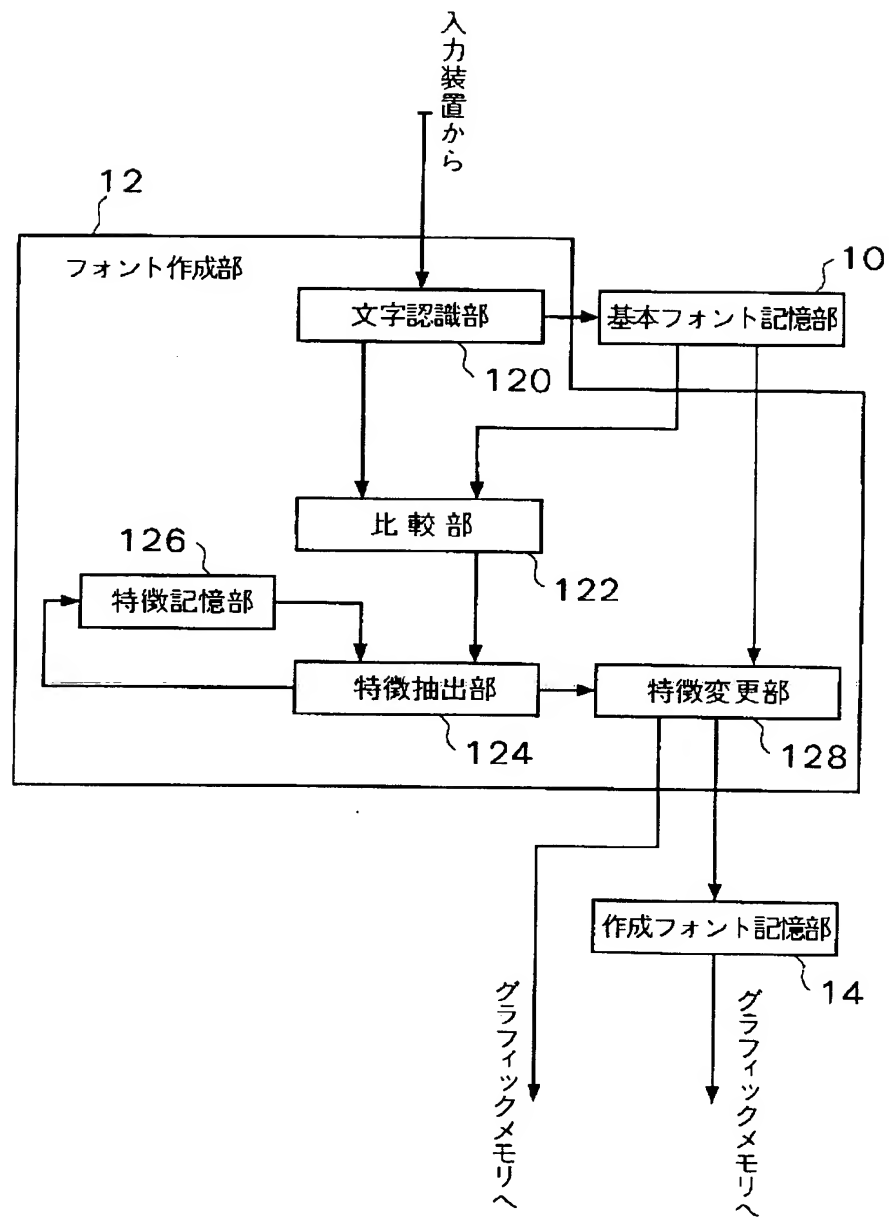 入力装置から
12
フォント作成部
10
文字認識部
基本フォント記憶部
120
比較部
122
126
特徴記憶部
特徴抽出部
特徴変更部
124
128
作成フォント記憶部
14
グラフィックメモリへ
グラフィックメモリへ